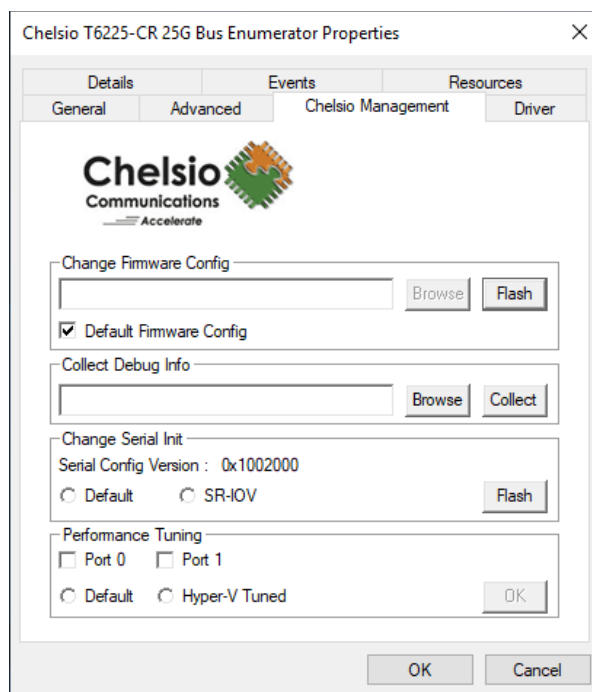 Chelsio T6225-CR 25G Bus Enumerator Properties
Details Events Resources
General Advanced Chelsio Management Driver
Chelsio
Communications
Accelerate
Change Firmware Config
Browse Flash
Default Firmware Config
Collect Debug Info
Browse Collect
Change Serial Init
Serial Config Version : 0x1002000
Default SR-IOV Flash
Performance Tuning
Port 0 Port 1
Default Hyper-V Tuned OK
OK Cancel